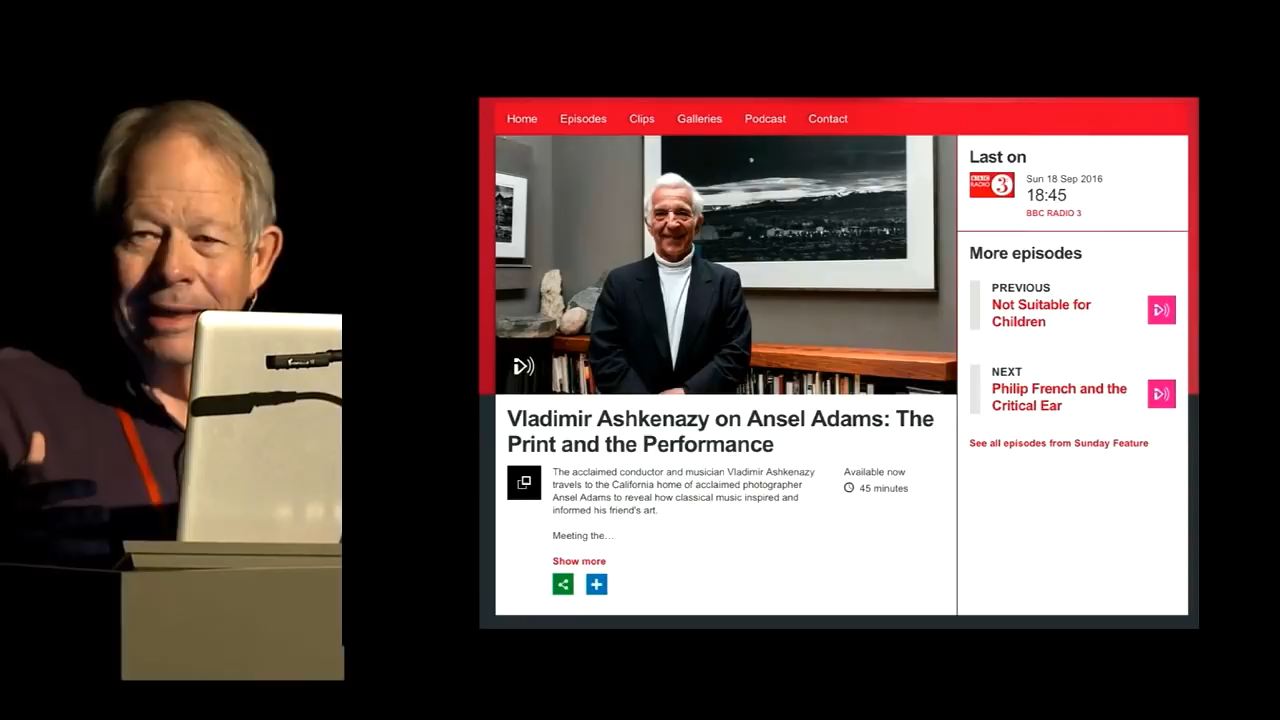 Home Episodes Clips Galleries Podcast Contact
Last on
BBC
RADIO 3
Sun 18 Sep 2016
18:45
BBC RADIO 3
More episodes
PREVIOUS
Not Suitable for
Children
NEXT
Philip French and the
Critical Ear
See all episodes from Sunday Feature
Vladimir Ashkenazy on Ansel Adams: The
Print and the Performance
The acclaimed conductor and musician Vladimir Ashkenazy
travels to the California home of acclaimed photographer
Ansel Adams to reveal how classical music inspired and
informed his friend's art.
Meeting the...
Show more
Available now
45 minutes